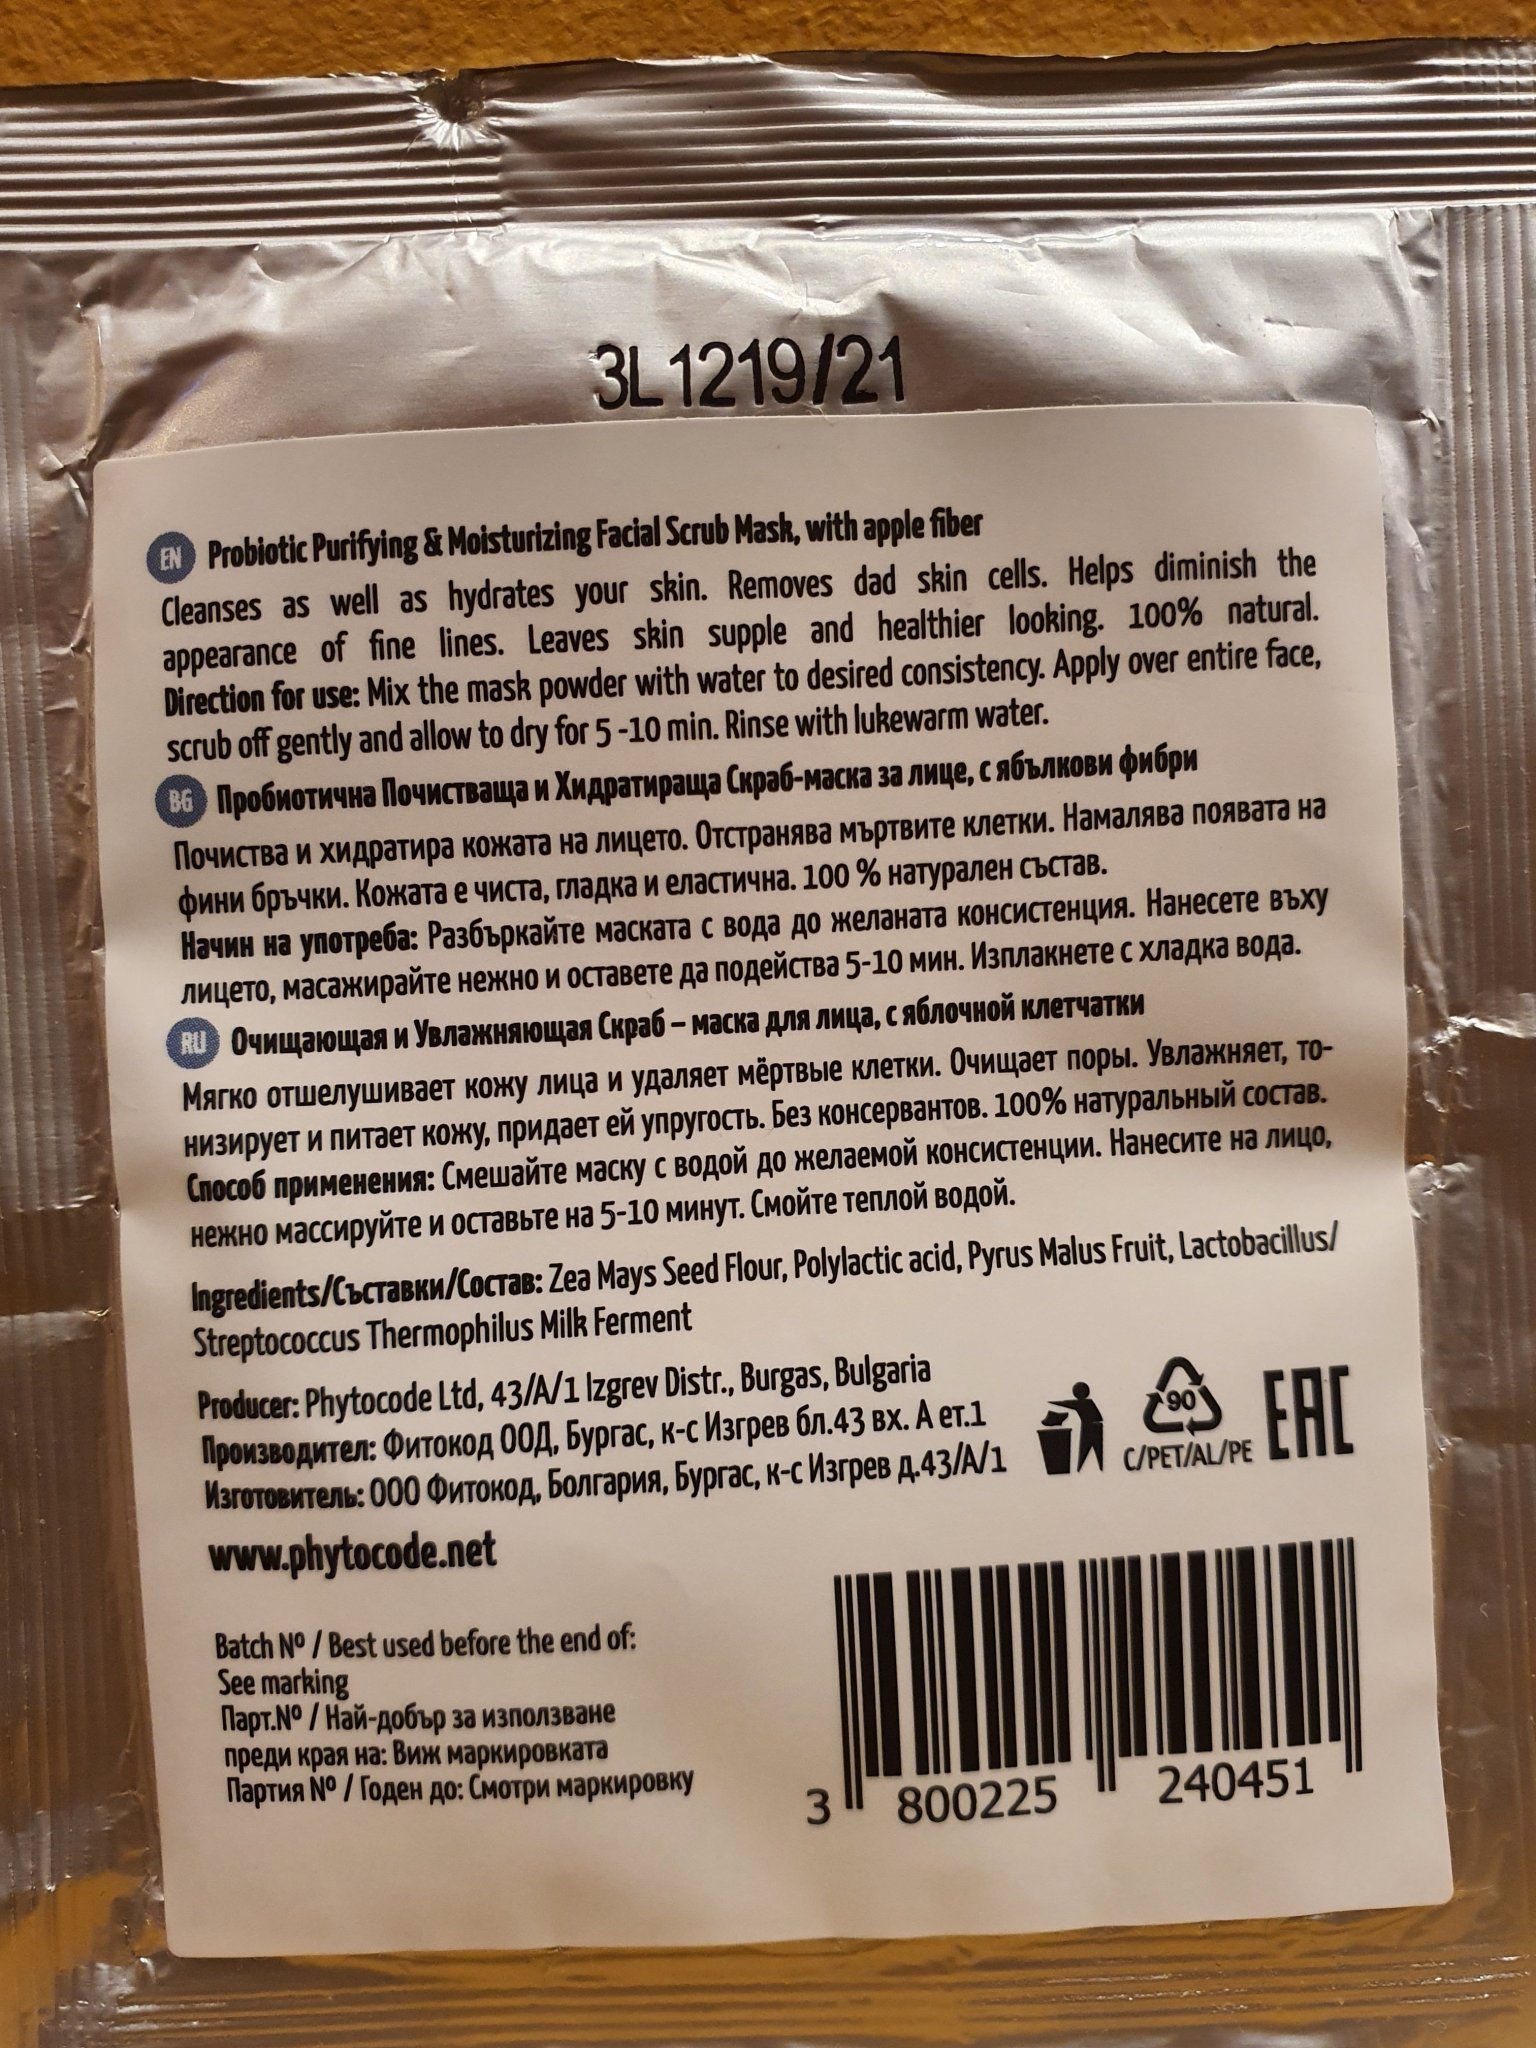 3L1219/21
EN Probiotic Purifying & Moisturizing Facial Scrub Mask, with apple fiber
Cleanses as well as hydrates your skin. Removes dad skin cells. Helps diminish the
appearance of fine lines. Leaves skin supple and healthier looking. 100% natural.
Direction for use: Mix the mask powder with water to desired consistency. Apply over entire face,
scrub off gently and allow to dry for 5 -10 min. Rinse with lukewarm water.
BG Пробиотична Почистваща и Хидратираща Скраб-маска за лице, с ябълкови фибри
Почиства и хидратира кожата на лицето. Отстранява мъртвите клетки. Намалява появата на
фини бръчки. Кожата е чиста, гладка и еластична. 100 % натурален състав.
Начин на употреба: Разбъркайте маската с вода до желаната консистенция. Нанесете върху
лицето, масажирайте нежно и оставете да подейства 5-10 мин. Изплакнете с хладка вода.
RU Очищающая и Увлажняющая Скраб – маска для лица, с яблочной клетчатки
Мягко отшелушивает кожу лица и удаляет мёртвые клетки. Очищает поры. Увлажняет, то-
низирует и питает кожу, придает ей упругость. Без консервантов. 100% натуральный состав.
Способ применения: Смешайте маску с водой до желаемой консистенции. Нанесите на лицо,
нежно массируйте и оставьте на 5-10 минут. Смойте теплой водой.
Ingredients/Съставки/Состав: Zea Mays Seed Flour, Polylactic acid, Pyrus Malus Fruit, Lactobacillus/
Streptococcus Thermophilus Milk Ferment
Producer: Phytocode Ltd, 43/A/1 Izgrev Distr., Burgas, Bulgaria
Производител: Фитокод ООД, Бургас, к-с Изгрев бл.43 вх. А ет.1
Изготовитель: ООО Фитокод, Болгария, Бургас, к-с Изгрев д.43/А/1
90
C/PET/AL/PE
EAC
www.phytocode.net
Batch Nº / Best used before the end of:
See marking
Парт.Nº / Най-добър за използване
преди края на: Виж маркировката
Партия Nº / Годен до: Смотри маркировку
3 800225 240451